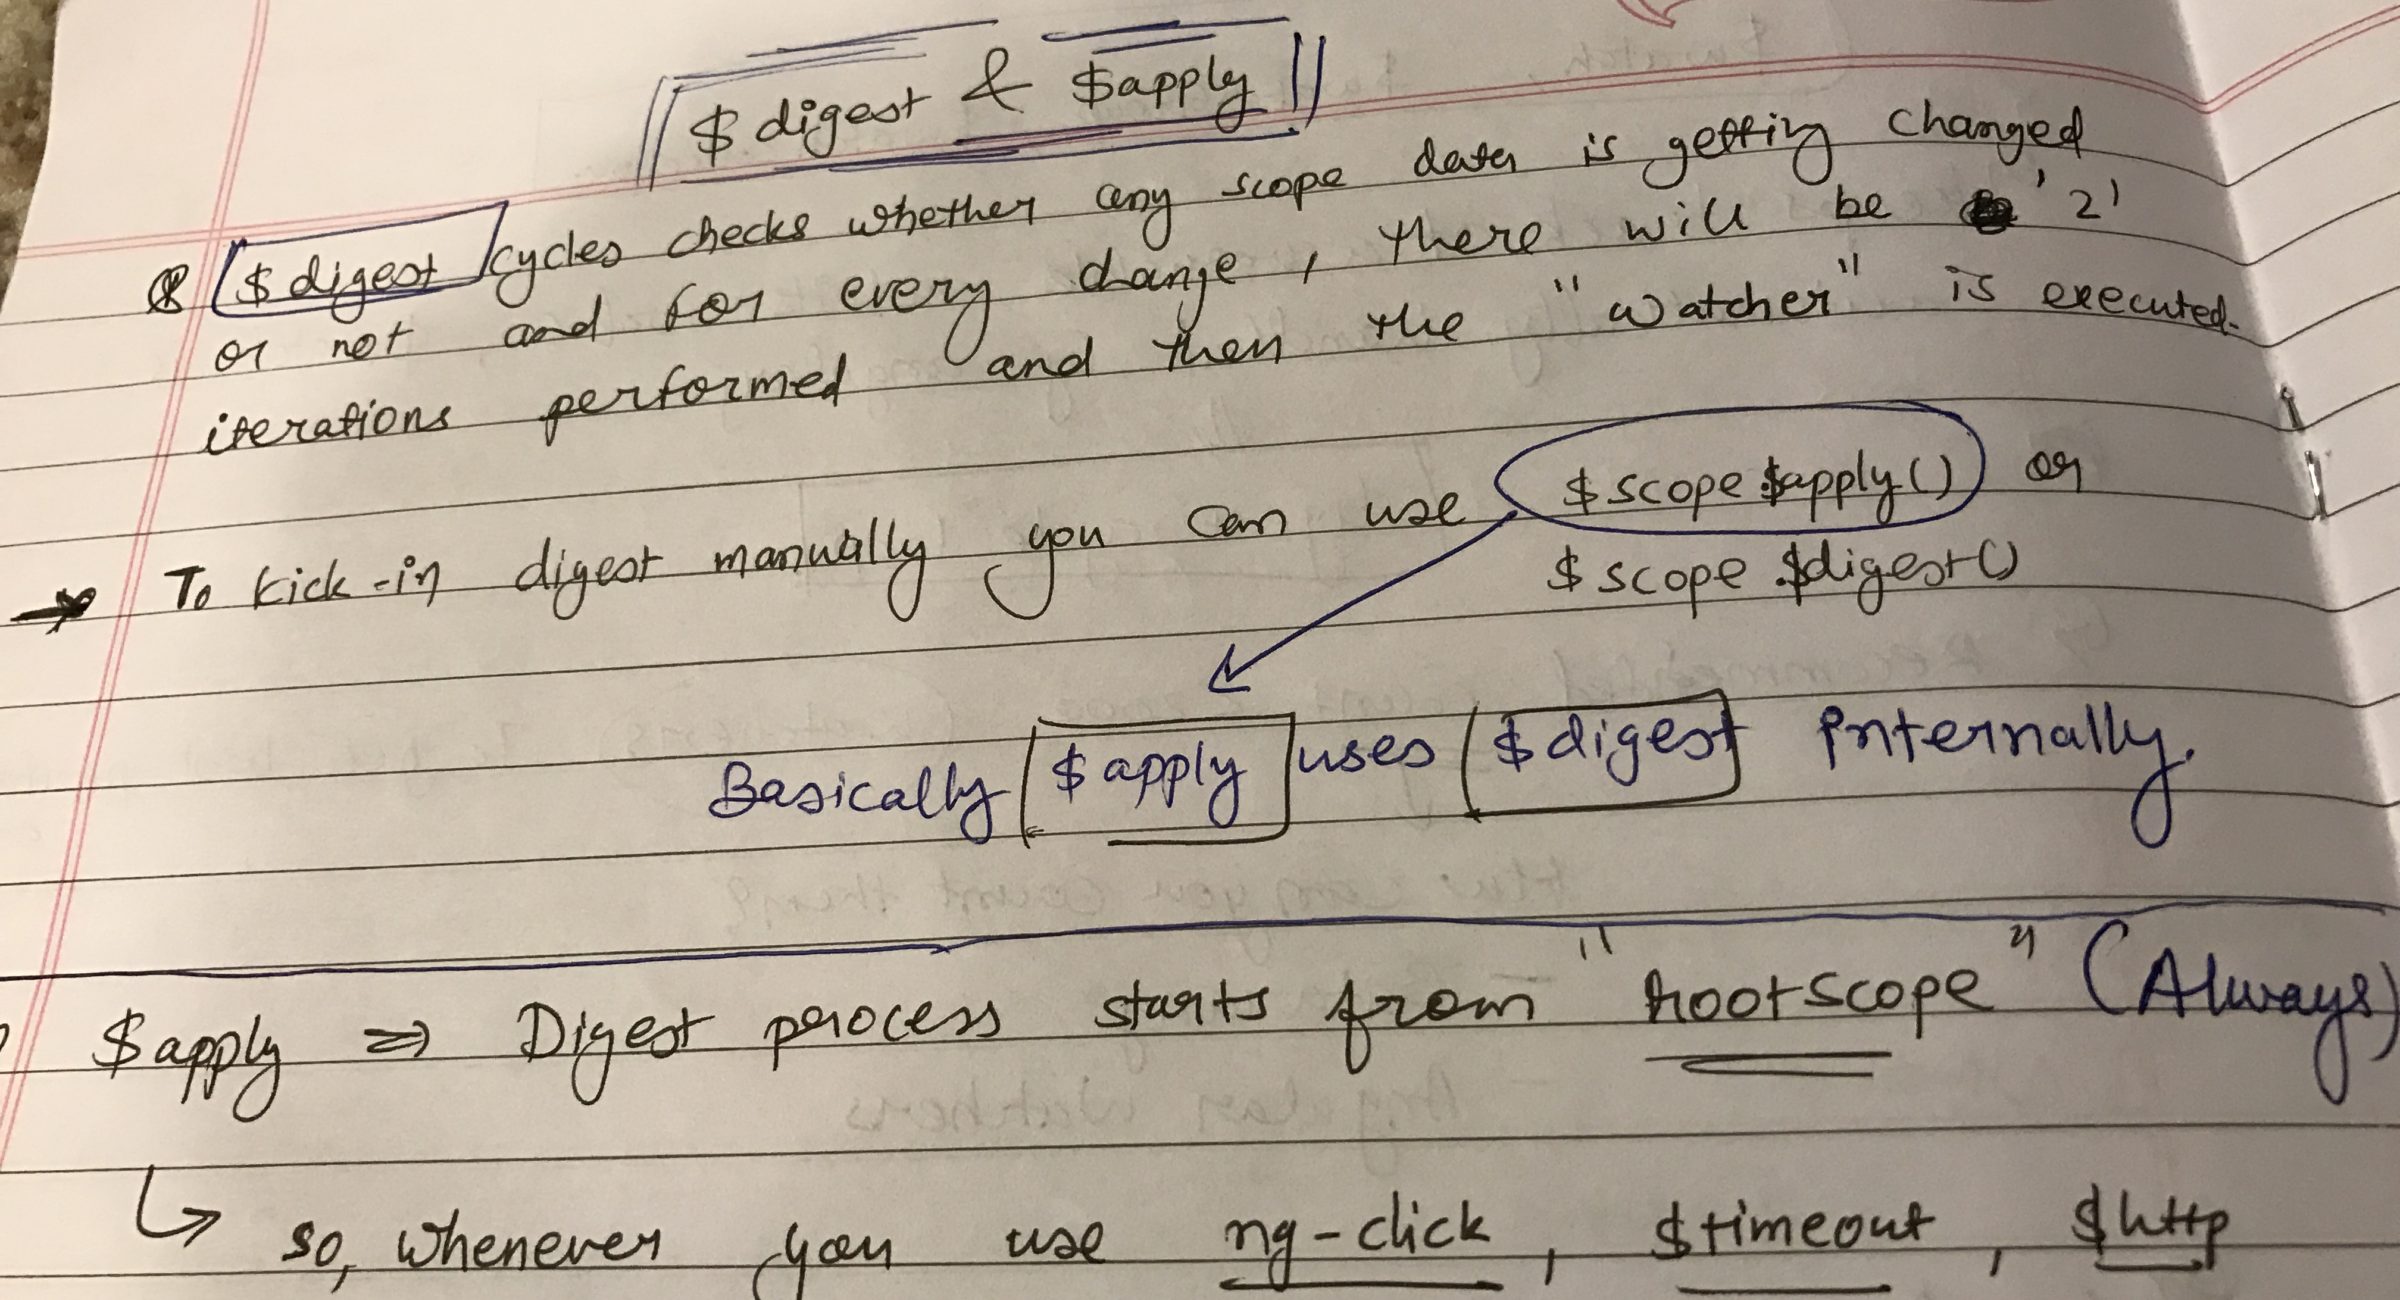 $digest & $apply
$digest cycles checks whether any scope data is getting changed
or not and for every change, there will be '2'
iterations performed and then the "watcher" is executed.
→ To kick-in digest manually you can use $scope.$apply() or
$scope.$digest()
Basically $apply uses $digest internally.
$apply ⇒ Digest process starts from "rootscope" (Always)
↳ so, whenever you use ng-click, $timeout, $http